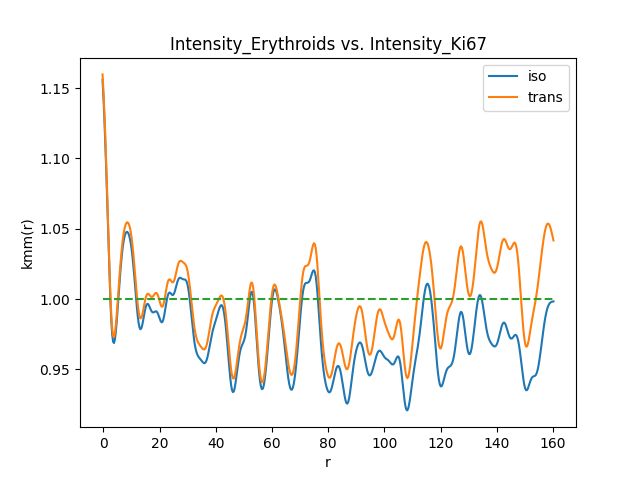 Intensity_Erythroids vs. Intensity_Ki67
iso
trans
1.15
1.10
1.05
1.00
0.95
kmm(r)
0 20 40 60 80 100 120 140 160
r